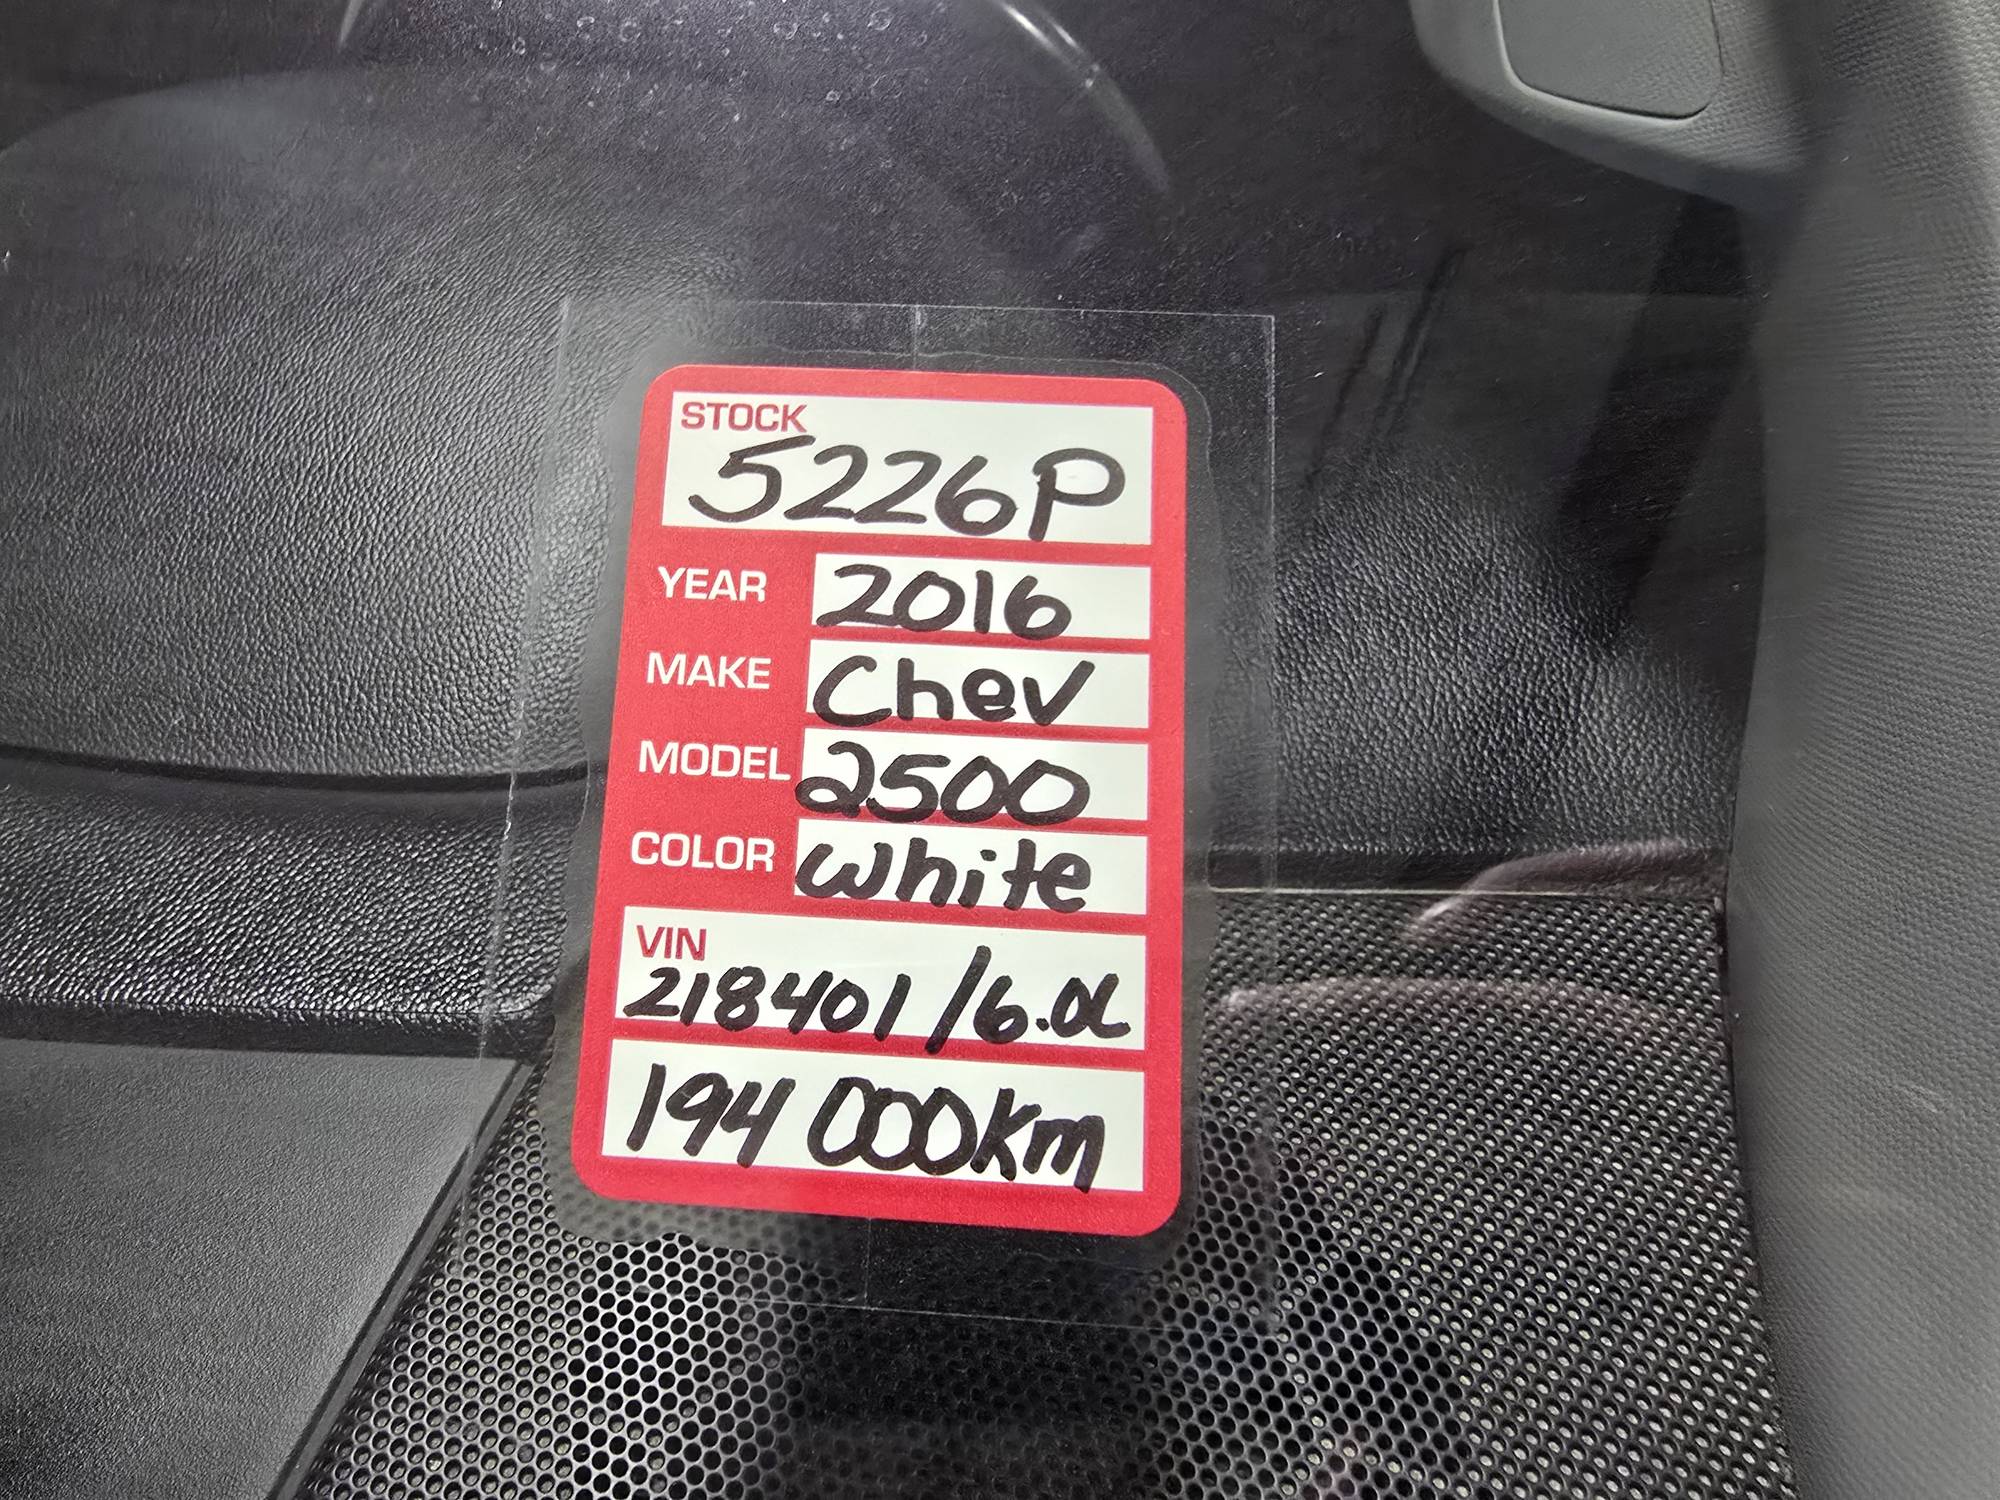 STOCK
5226P
YEAR 2016
MAKE Chev
MODEL 2500
COLOR white
VIN
218401/6.0L
194 000Km